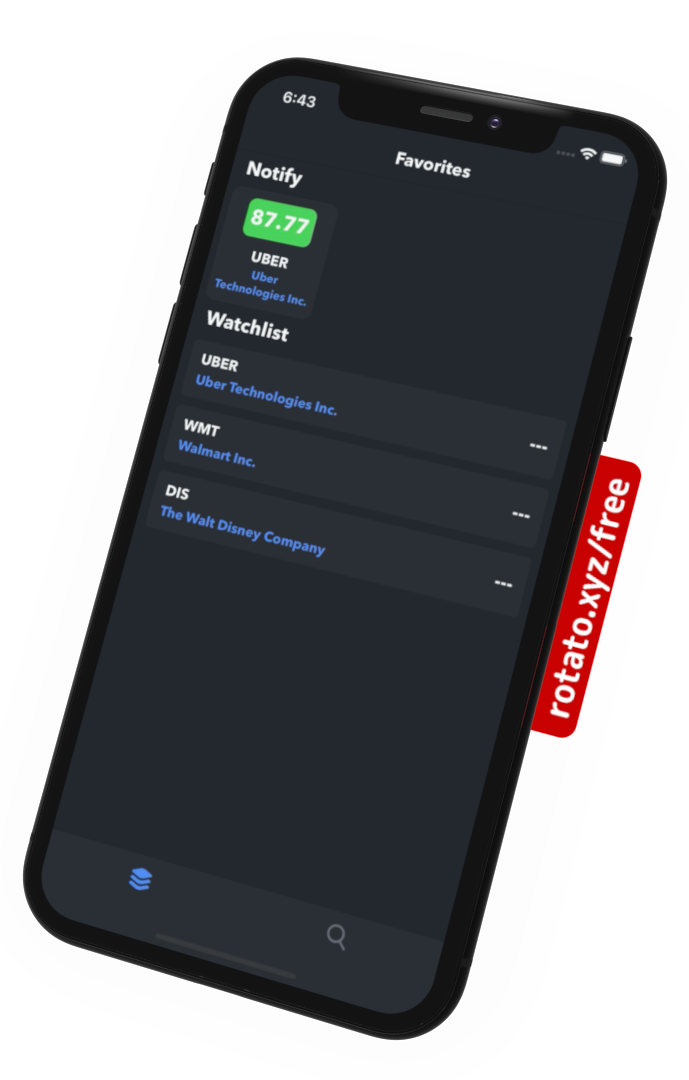 6:43
Favorites
Notify
87.77
UBER
Uber
Technologies Inc.
Watchlist
UBER
Uber Technologies Inc.
---
WMT
Walmart Inc.
---
DIS
The Walt Disney Company
---
rotato.xyz/free